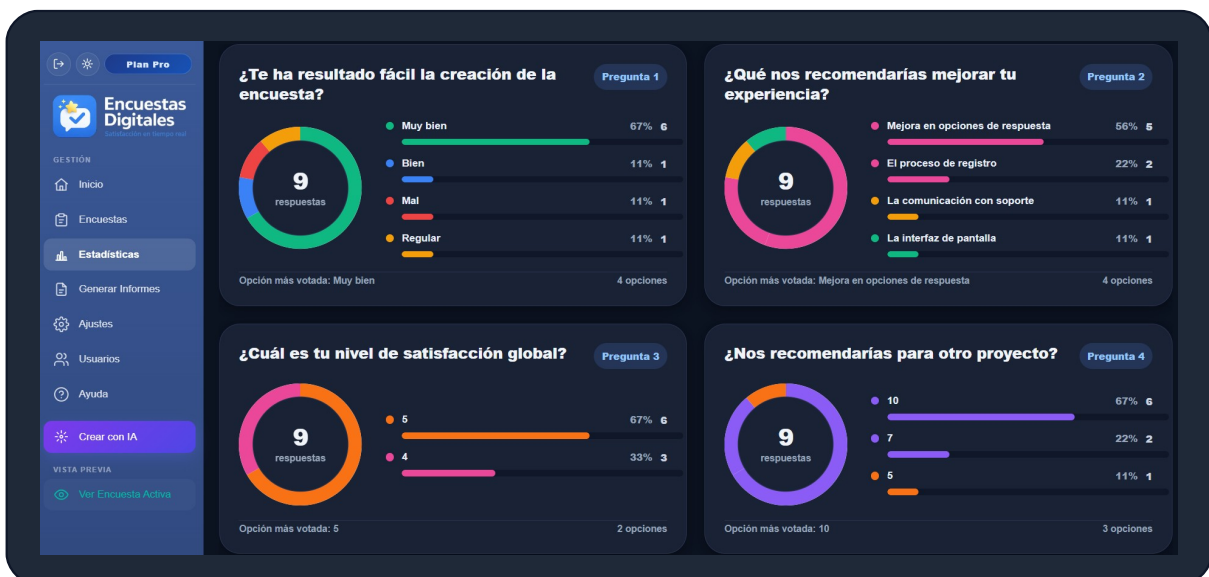 Plan Pro
Encuestas
Digitales
Satisfacción en tiempo real
GESTIÓN
Inicio
Encuestas
Estadísticas
Generar Informes
Ajustes
Usuarios
Ayuda
Crear con IA
VISTA PREVIA
Ver Encuesta Activa
¿Te ha resultado fácil la creación de la
encuesta?
Pregunta 1
9
respuestas
Muy bien 67% 6
Bien 11% 1
Mal 11% 1
Regular 11% 1
Opción más votada: Muy bien 4 opciones
¿Qué nos recomendarías mejorar tu
experiencia?
Pregunta 2
9
respuestas
Mejora en opciones de respuesta 56% 5
El proceso de registro 22% 2
La comunicación con soporte 11% 1
La interfaz de pantalla 11% 1
Opción más votada: Mejora en opciones de respuesta 4 opciones
¿Cuál es tu nivel de satisfacción global? Pregunta 3
9
respuestas
5 67% 6
4 33% 3
Opción más votada: 5 2 opciones
¿Nos recomendarías para otro proyecto? Pregunta 4
9
respuestas
10 67% 6
7 22% 2
5 11% 1
Opción más votada: 10 3 opciones